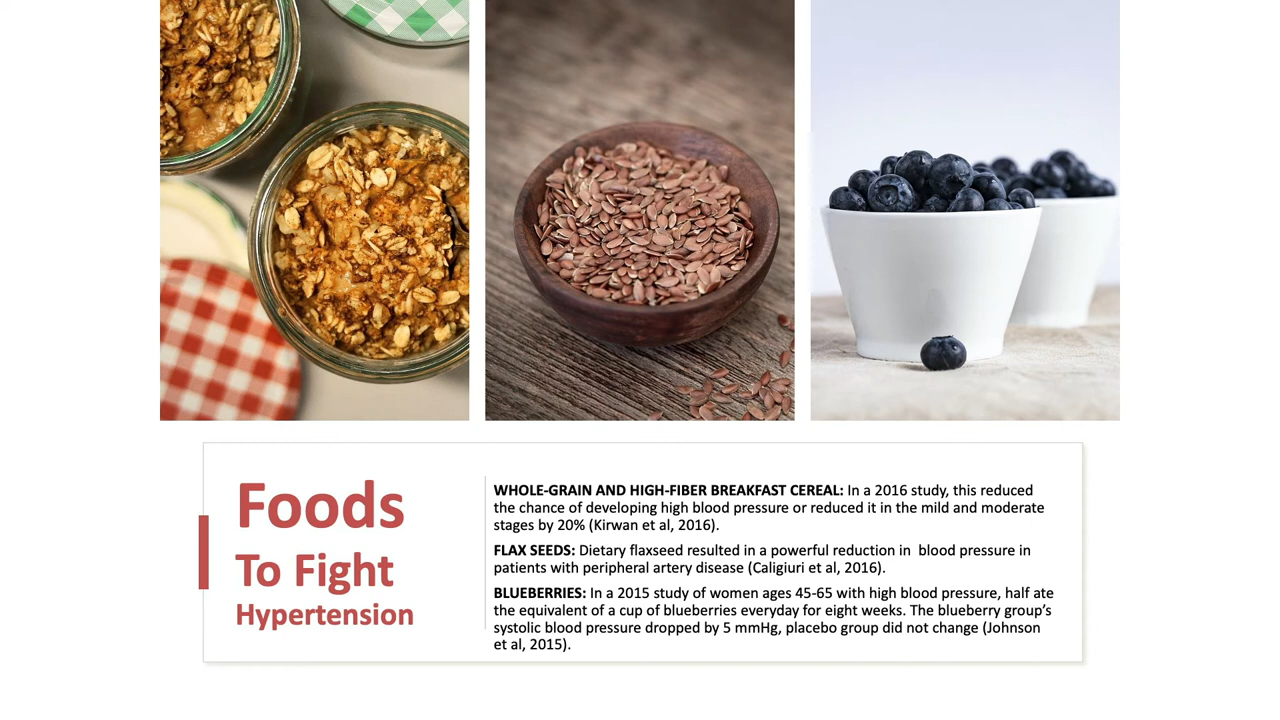 Foods
To Fight
Hypertension
WHOLE-GRAIN AND HIGH-FIBER BREAKFAST CEREAL: In a 2016 study, this reduced
the chance of developing high blood pressure or reduced it in the mild and moderate
stages by 20% (Kirwan et al, 2016).
FLAX SEEDS: Dietary flaxseed resulted in a powerful reduction in  blood pressure in
patients with peripheral artery disease (Caligiuri et al, 2016).
BLUEBERRIES: In a 2015 study of women ages 45-65 with high blood pressure, half ate
the equivalent of a cup of blueberries everyday for eight weeks. The blueberry group’s
systolic blood pressure dropped by 5 mmHg, placebo group did not change (Johnson
et al, 2015).